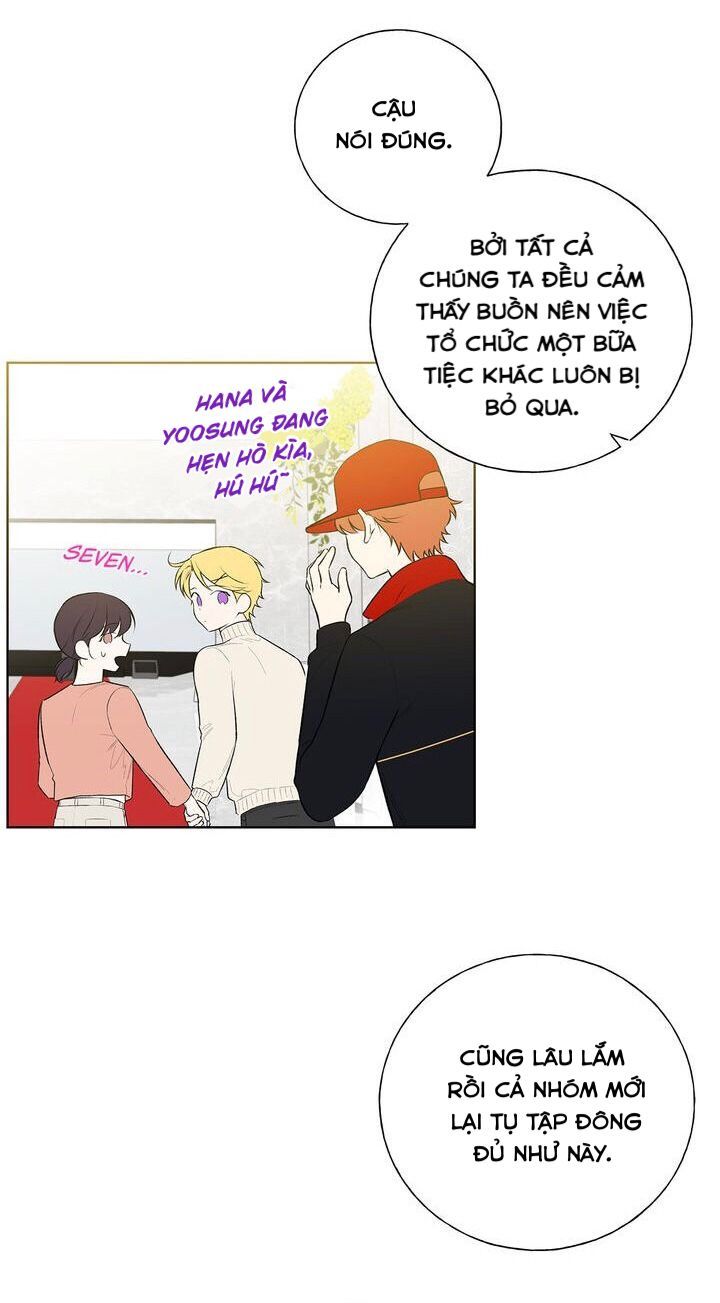 CẬU
NÓI ĐÚNG.
BỞI TẤT CẢ
CHÚNG TA ĐỀU CẢM
THẤY BUỒN NÊN VIỆC
TỔ CHỨC MỘT BỮA
TIỆC KHÁC LUÔN BỊ
BỎ QUA.
HANA VÀ
YOOSUNG ĐANG
HẸN HÒ KÌA,
HÚ HÚ~
SEVEN...
CŨNG LÂU LẮM
RỒI CẢ NHÓM MỚI
LẠI TỤ TẬP ĐÔNG
ĐỦ NHƯ NÀY.